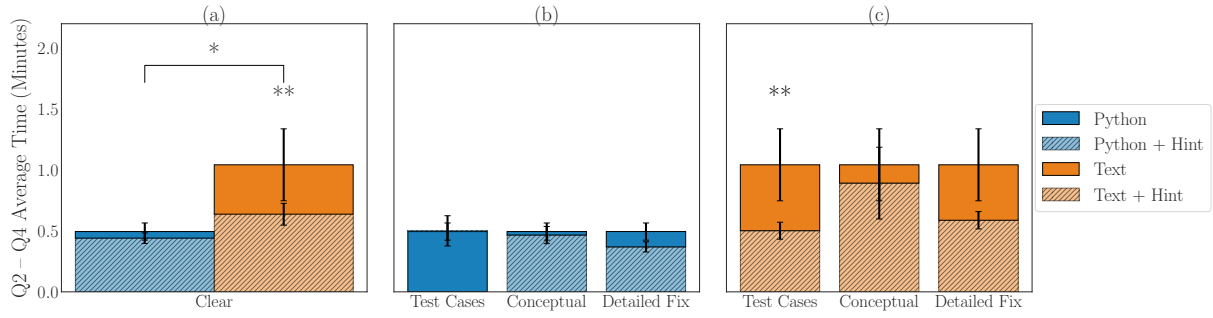 (a)
(b)
(c)
Q2 – Q4 Average Time (Minutes)
2.0
1.5
1.0
0.5
0.0
*
**
**
Clear
Test Cases
Conceptual
Detailed Fix
Test Cases
Conceptual
Detailed Fix
Python
Python + Hint
Text
Text + Hint